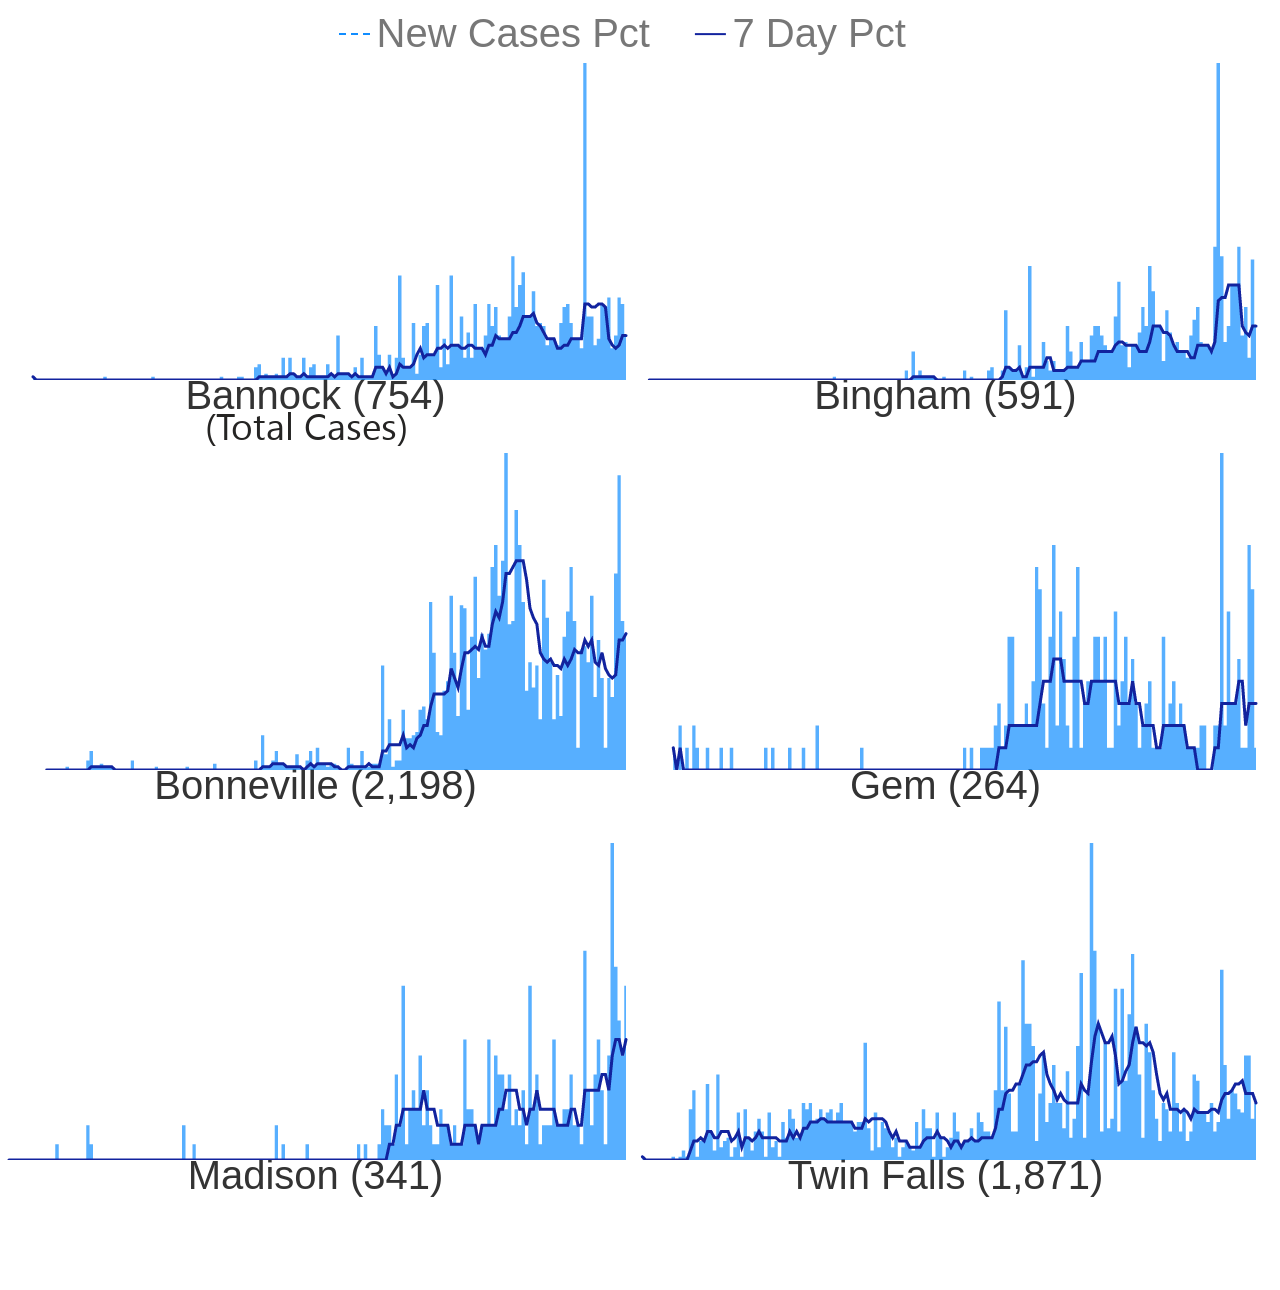 New Cases Pct 7 Day Pct
Bannock (754) Bingham (591)
(Total Cases)
Bonneville (2,198) Gem (264)
Madison (341) Twin Falls (1,871)